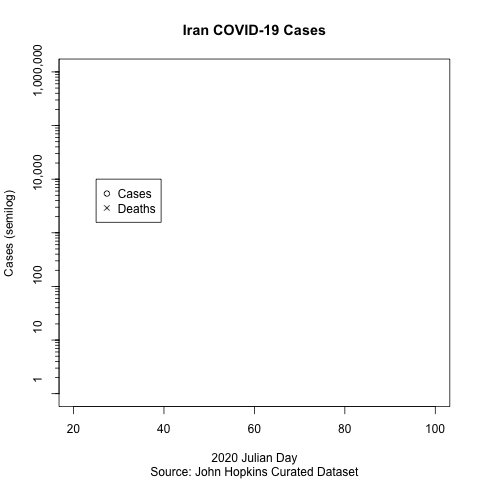 Iran COVID-19 Cases
Cases (semilog)
1,000,000
10,000
100
10
1
Cases
Deaths
20 40 60 80 100
2020 Julian Day
Source: John Hopkins Curated Dataset